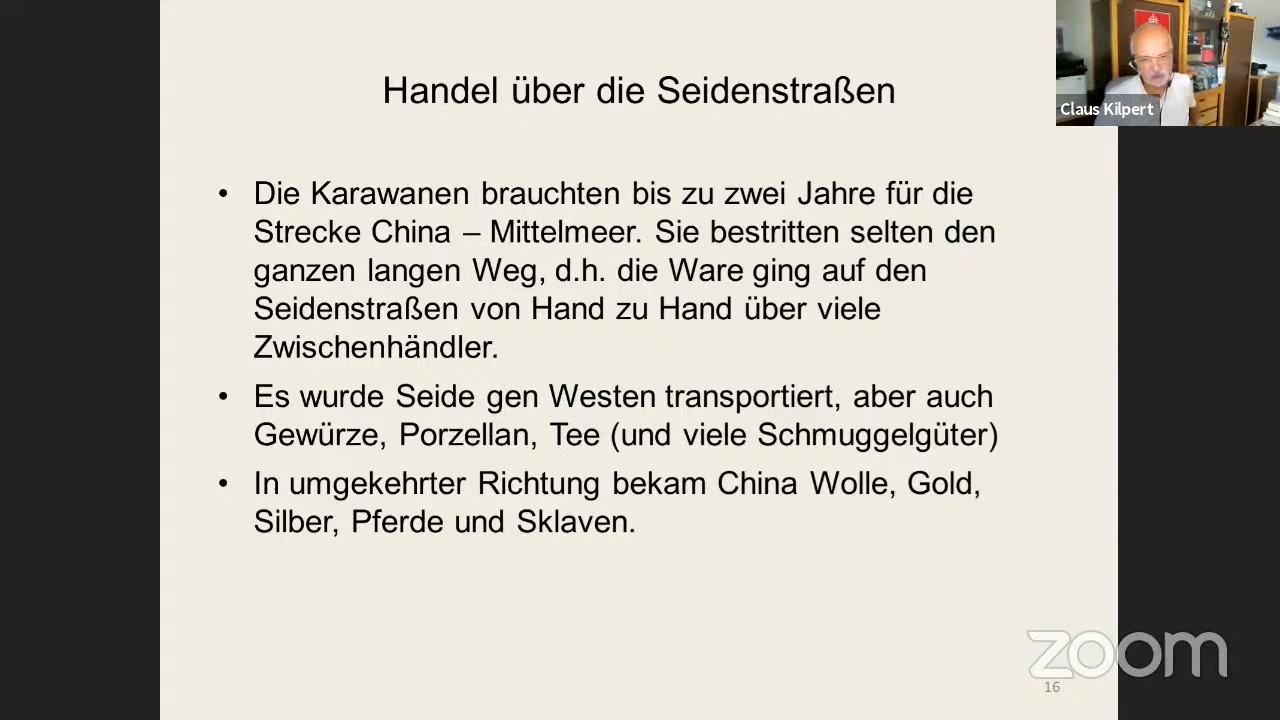 Handel über die Seidenstraßen
Claus Kilpert
• Die Karawanen brauchten bis zu zwei Jahre für die
Strecke China – Mittelmeer. Sie bestritten selten den
ganzen langen Weg, d.h. die Ware ging auf den
Seidenstraßen von Hand zu Hand über viele
Zwischenhändler.
• Es wurde Seide gen Westen transportiert, aber auch
Gewürze, Porzellan, Tee (und viele Schmuggelgüter)
• In umgekehrter Richtung bekam China Wolle, Gold,
Silber, Pferde und Sklaven.
zoom
16